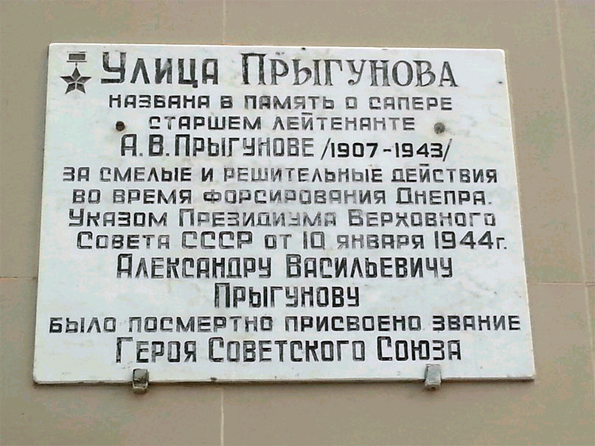 Улица Прыгунова
названа в память о сапере
старшем лейтенанте
А.В.Прыгунове /1907-1943/
за смелые и решительные действия
во время форсирования Днепра.
Указом Президиума Верховного
Совета СССР от 10 января 1944г.
Александру Васильевичу
Прыгунову
было посмертно присвоено звание
Героя Советского Союза